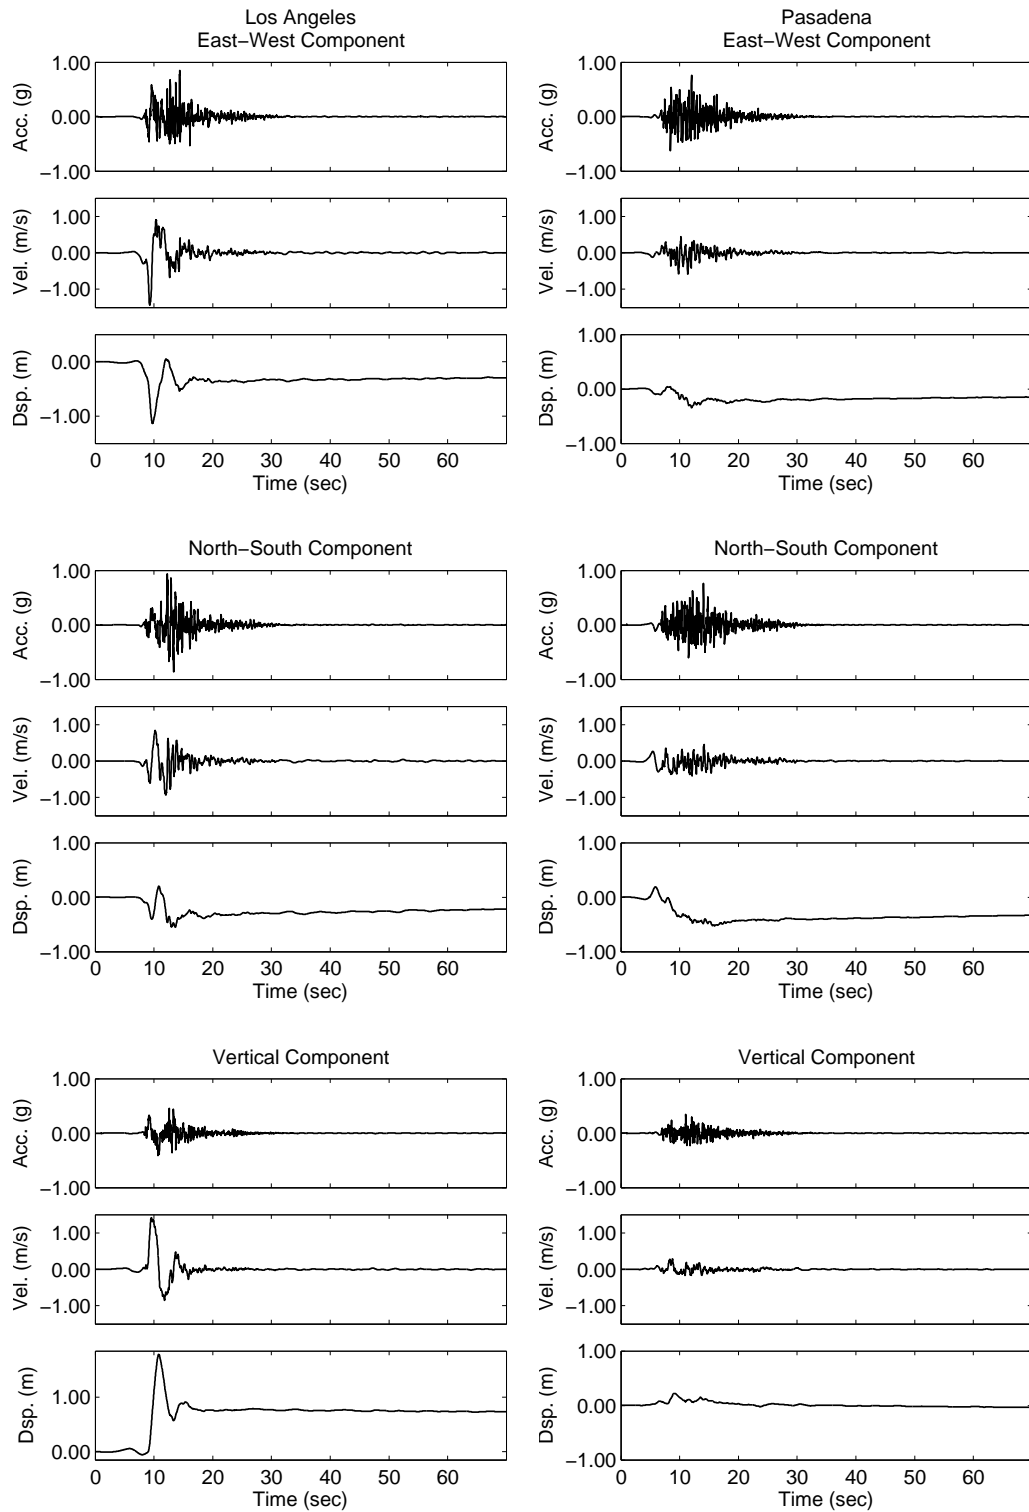 Los Angeles
East−West Component
1.00
0.00
−1.00
Acc. (g)
1.00
0.00
−1.00
Vel. (m/s)
0.00
−1.00
Dsp. (m)
0 10 20 30 40 50 60
Time (sec)
Pasadena
East−West Component
1.00
0.00
−1.00
Acc. (g)
1.00
0.00
−1.00
Vel. (m/s)
1.00
0.00
−1.00
Dsp. (m)
0 10 20 30 40 50 60
Time (sec)
North−South Component
1.00
0.00
−1.00
Acc. (g)
1.00
0.00
−1.00
Vel. (m/s)
1.00
0.00
−1.00
Dsp. (m)
0 10 20 30 40 50 60
Time (sec)
North−South Component
1.00
0.00
−1.00
Acc. (g)
1.00
0.00
−1.00
Vel. (m/s)
1.00
0.00
−1.00
Dsp. (m)
0 10 20 30 40 50 60
Time (sec)
Vertical Component
1.00
0.00
−1.00
Acc. (g)
1.00
0.00
−1.00
Vel. (m/s)
1.00
0.00
Dsp. (m)
0 10 20 30 40 50 60
Time (sec)
Vertical Component
1.00
0.00
−1.00
Acc. (g)
1.00
0.00
−1.00
Vel. (m/s)
1.00
0.00
−1.00
Dsp. (m)
0 10 20 30 40 50 60
Time (sec)